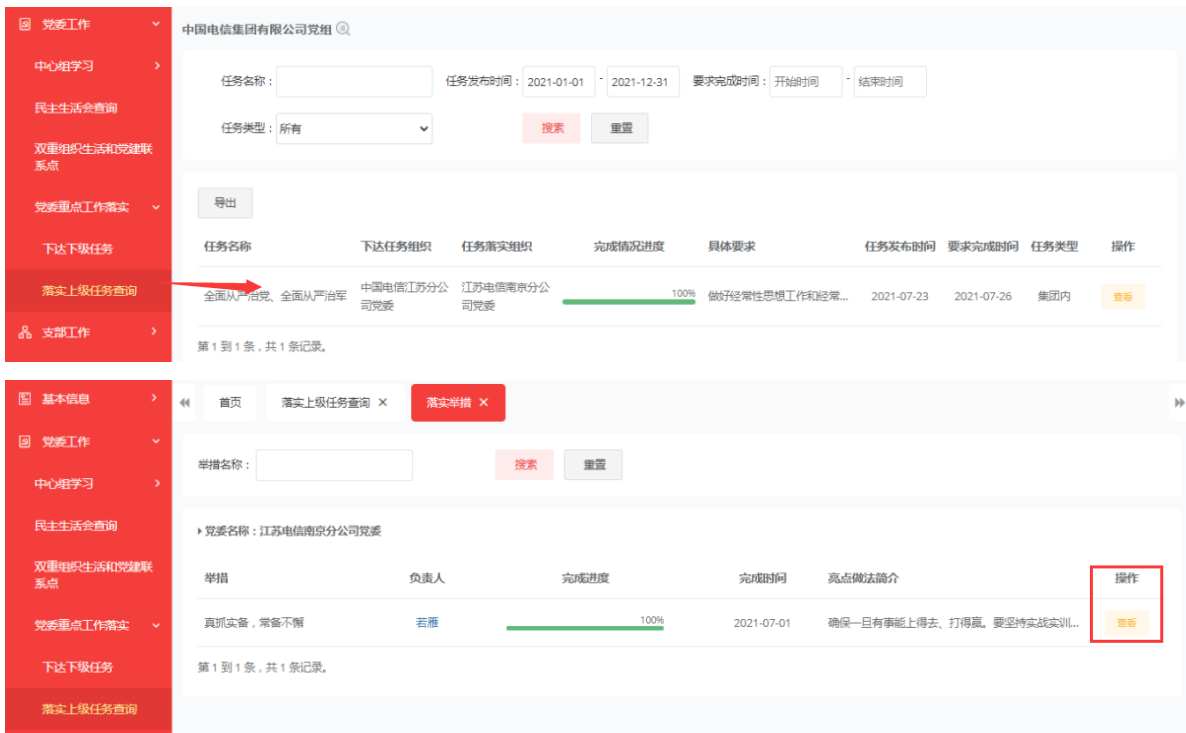 党委工作
中心组学习
民主生活会查询
双重组织生活和党建联
系点
党委重点工作落实
下达下级任务
落实上级任务查询
支部工作
中国电信集团有限公司党组
任务名称： 任务发布时间： 2021-01-01 - 2021-12-31 要求完成时间： 开始时间 - 结束时间
任务类型： 所有 搜索 重置
导出
任务名称 下达任务组织 任务落实组织 完成情况进度 具体要求 任务发布时间 要求完成时间 任务类型 操作
全面从严治党、全面从严治军 中国电信江苏分公 江苏电信南京分公 100% 做好经常性思想工作和经常... 2021-07-23 2021-07-26 集团内 查看
司党委 司党委
第 1 到 1 条，共 1 条记录。
基本信息
党委工作
中心组学习
民主生活会查询
双重组织生活和党建联
系点
党委重点工作落实
下达下级任务
落实上级任务查询
首页 落实上级任务查询 × 落实举措 ×
举措名称： 搜索 重置
党委名称：江苏电信南京分公司党委
举措 负责人 完成进度 完成时间 亮点做法简介 操作
真抓实备，常备不懈 若雁 100% 2021-07-01 确保一旦有事能上得去、打得赢。要坚持实战实训... 查看
第 1 到 1 条，共 1 条记录。